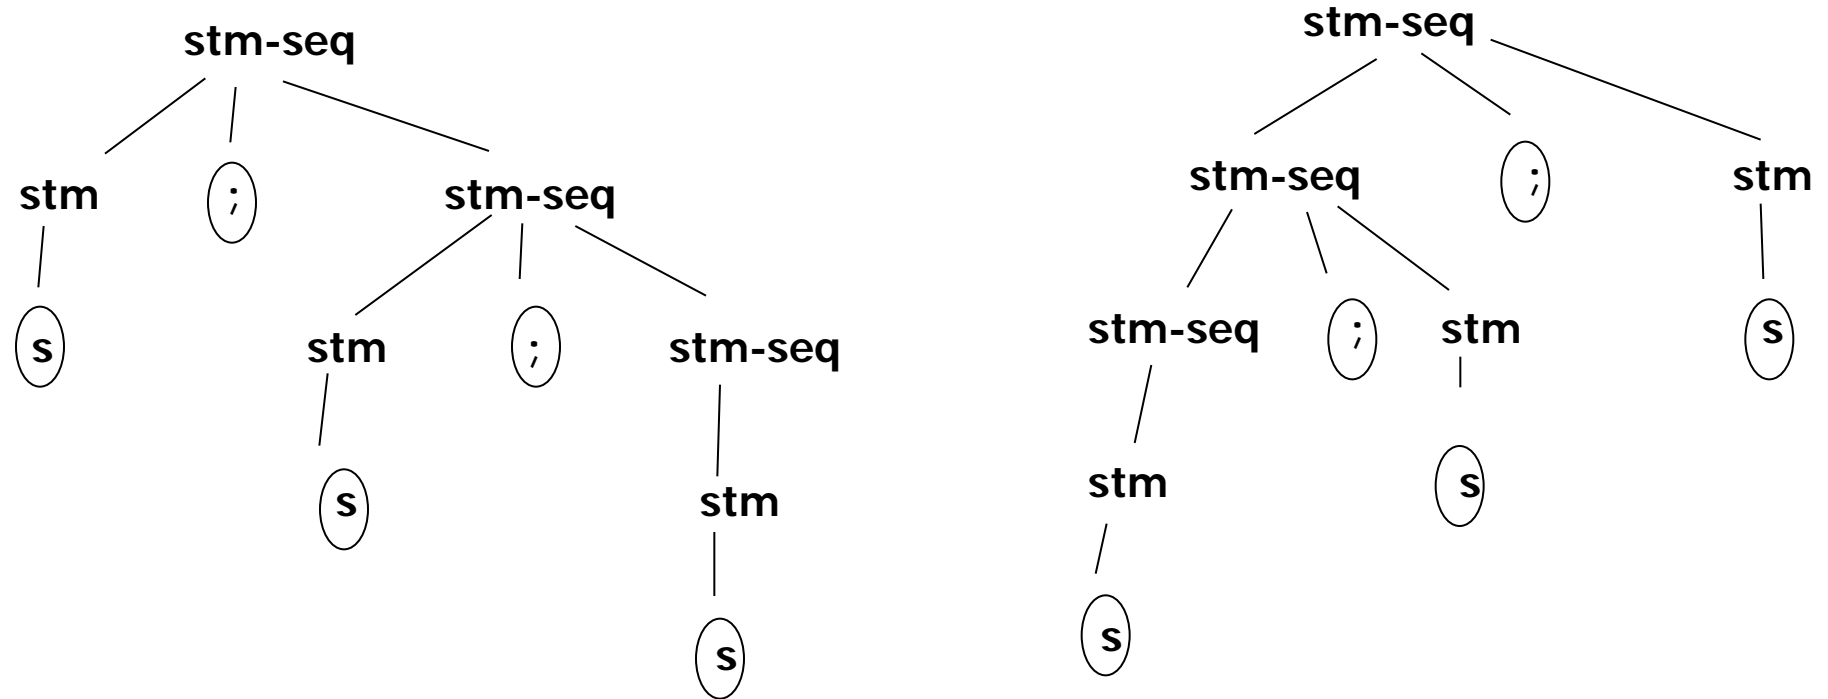 stm-seq
stm ; stm-seq
s stm ; stm-seq
s stm
s
stm-seq
stm-seq ; stm
stm-seq ; stm s
stm s
s